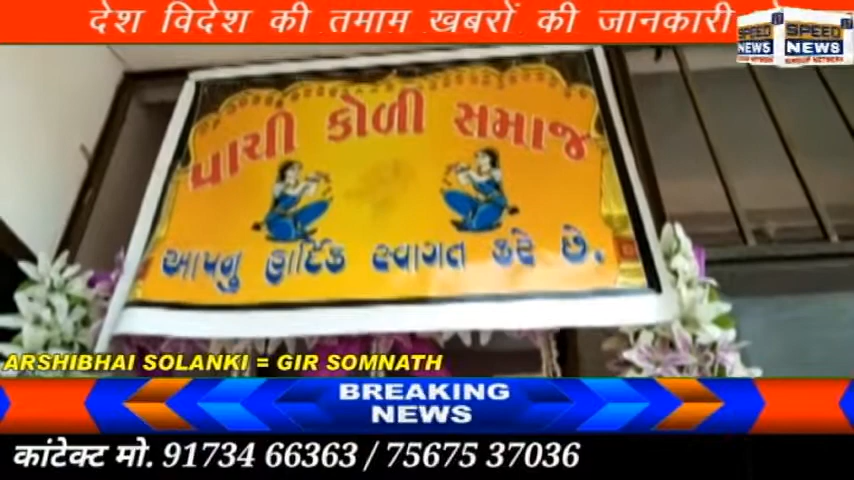 देश विदेश की तमाम खबरों की जानकारी
SPEED NEWS
SPEED NEWS
પાચી કોળી સમાજ
આપનુ હાર્દિક સ્વાગત કરે છે.
ARSHIBHAI SOLANKI = GIR SOMNATH
BREAKING
NEWS
कांटेक्ट मो. 91734 66363 / 75675 37036